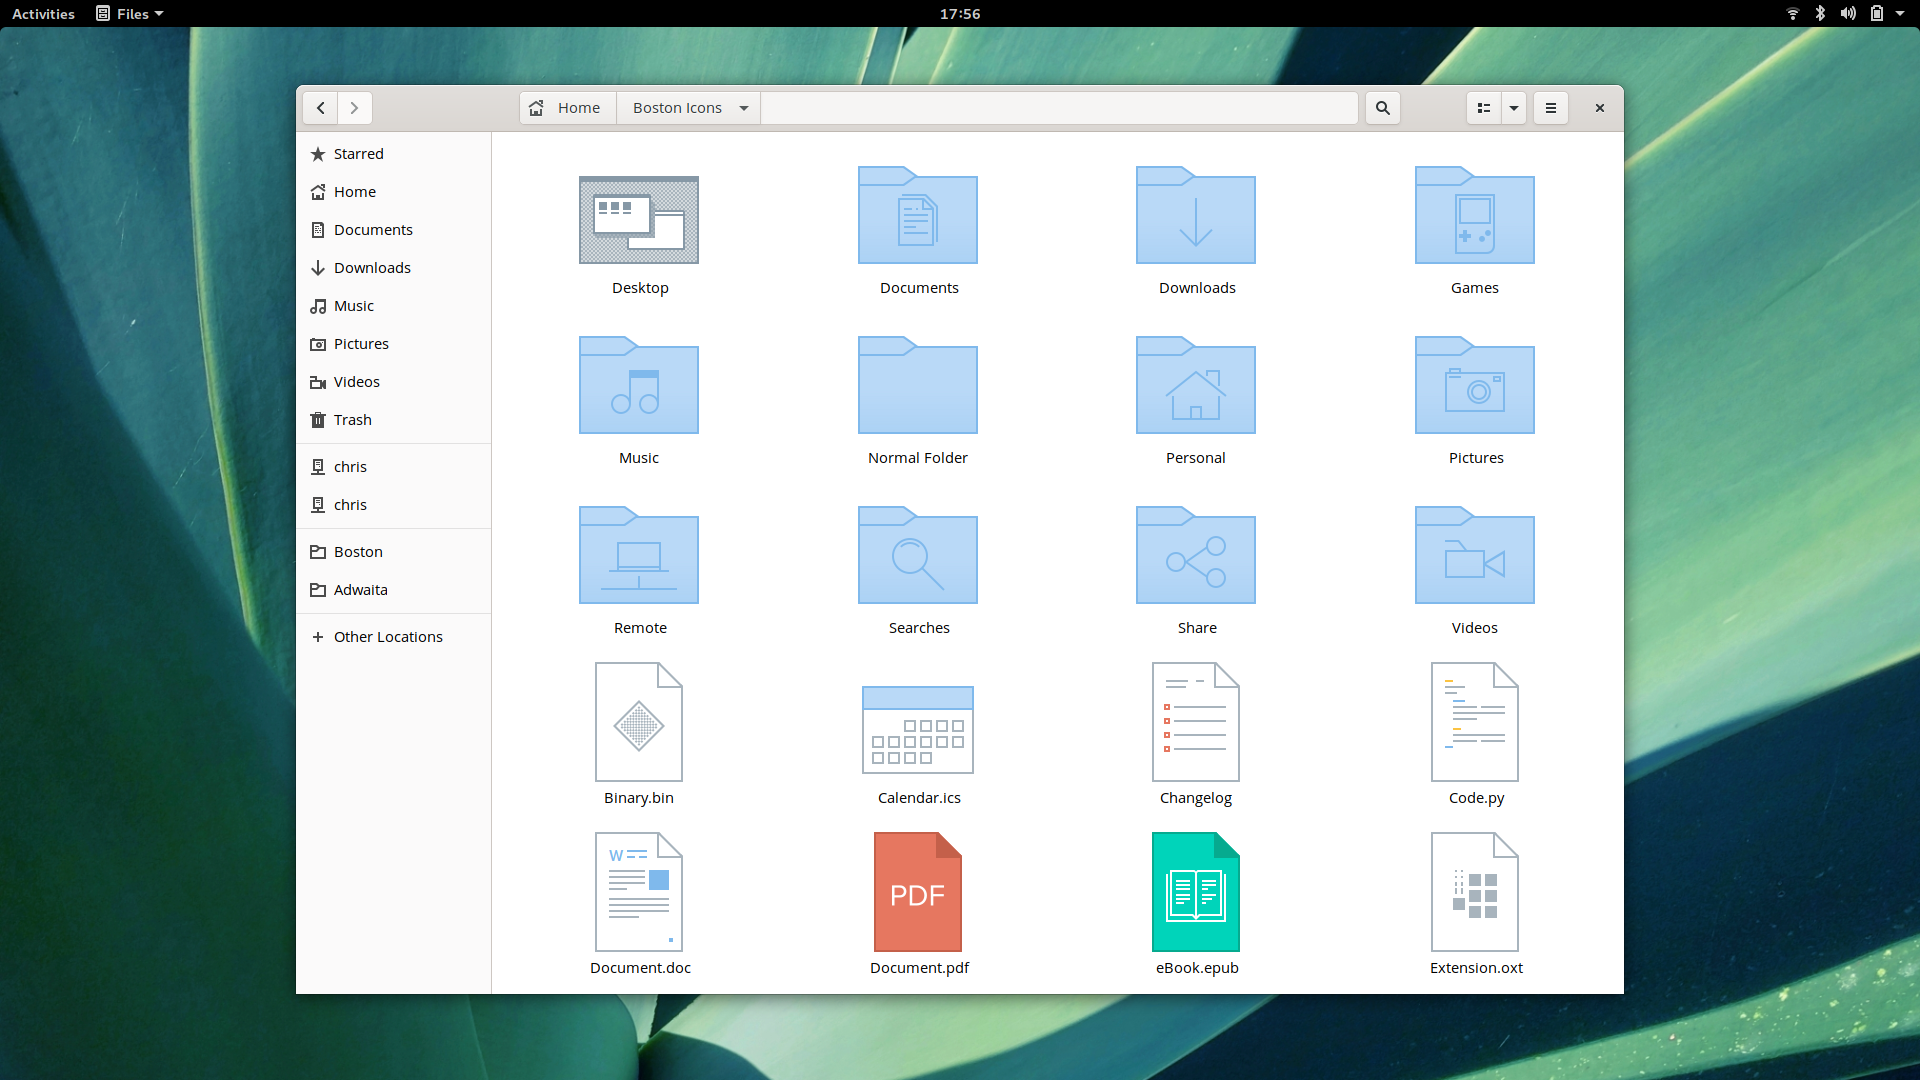 Activities Files 17:56
Home Boston Icons
Starred
Home
Documents
Downloads
Music
Pictures
Videos
Trash
chris
chris
Boston
Adwaita
Other Locations
Desktop Documents Downloads Games
Music Normal Folder Personal Pictures
Remote Searches Share Videos
Binary.bin Calendar.ics Changelog Code.py
W
PDF
Document.doc Document.pdf eBook.epub Extension.oxt